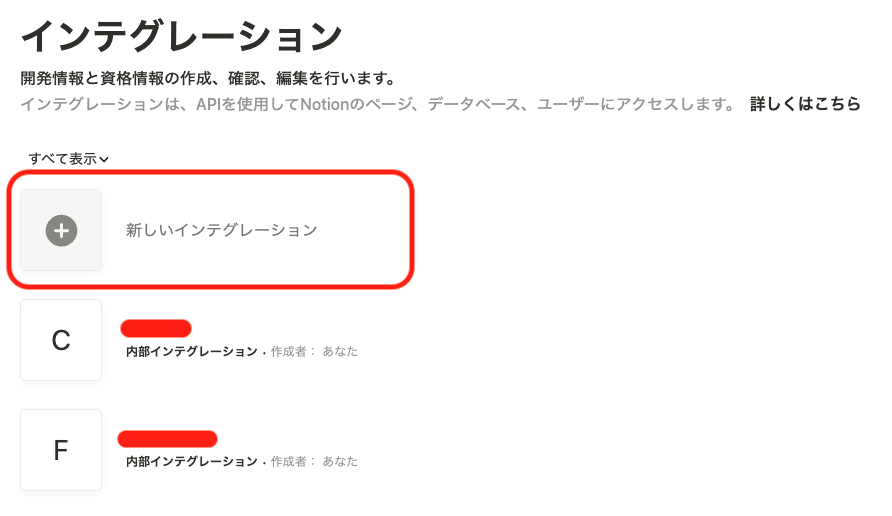 インテグレーション
開発情報と資格情報の作成、確認、編集を行います。
インテグレーションは、APIを使用してNotionのページ、データベース、ユーザーにアクセスします。 詳しくはこちら
すべて表示
新しいインテグレーション
C
内部インテグレーション・作成者： あなた
F
内部インテグレーション・作成者： あなた